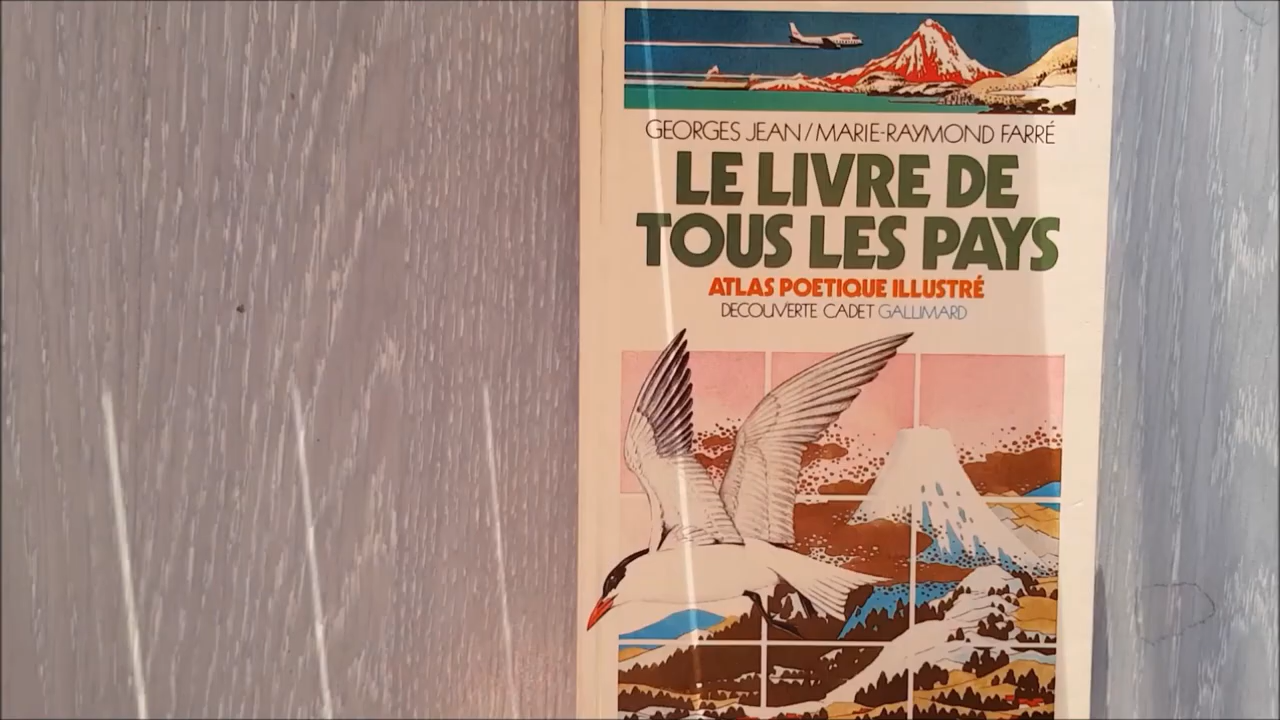 GEORGES JEAN/MARIE-RAYMOND FARRÉ
LE LIVRE DE
TOUS LES PAYS
ATLAS POETIQUE ILLUSTRÉ
DECOUVERTE CADET GALLIMARD